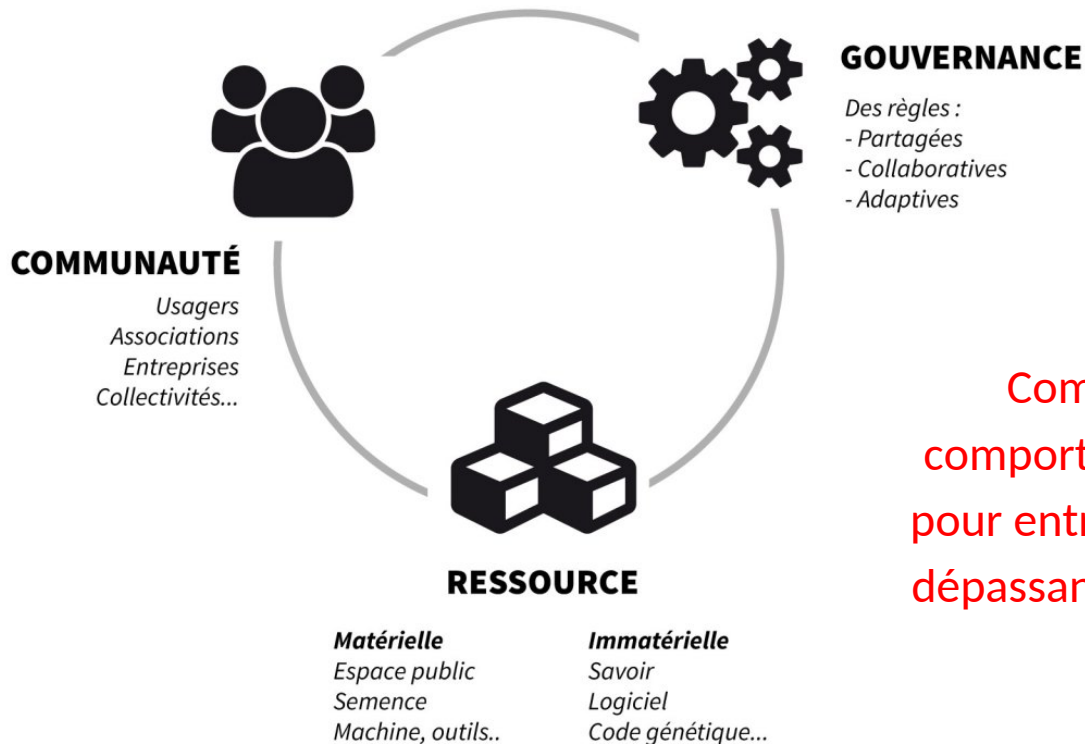 GOUVERNANCE
Des règles :
- Partagées
- Collaboratives
- Adaptives
COMMUNAUTÉ
Usagers
Associations
Entreprises
Collectivités...
RESSOURCE
Matérielle
Espace public
Semence
Machine, outils..
Immatérielle
Savoir
Logiciel
Code génétique...
pour